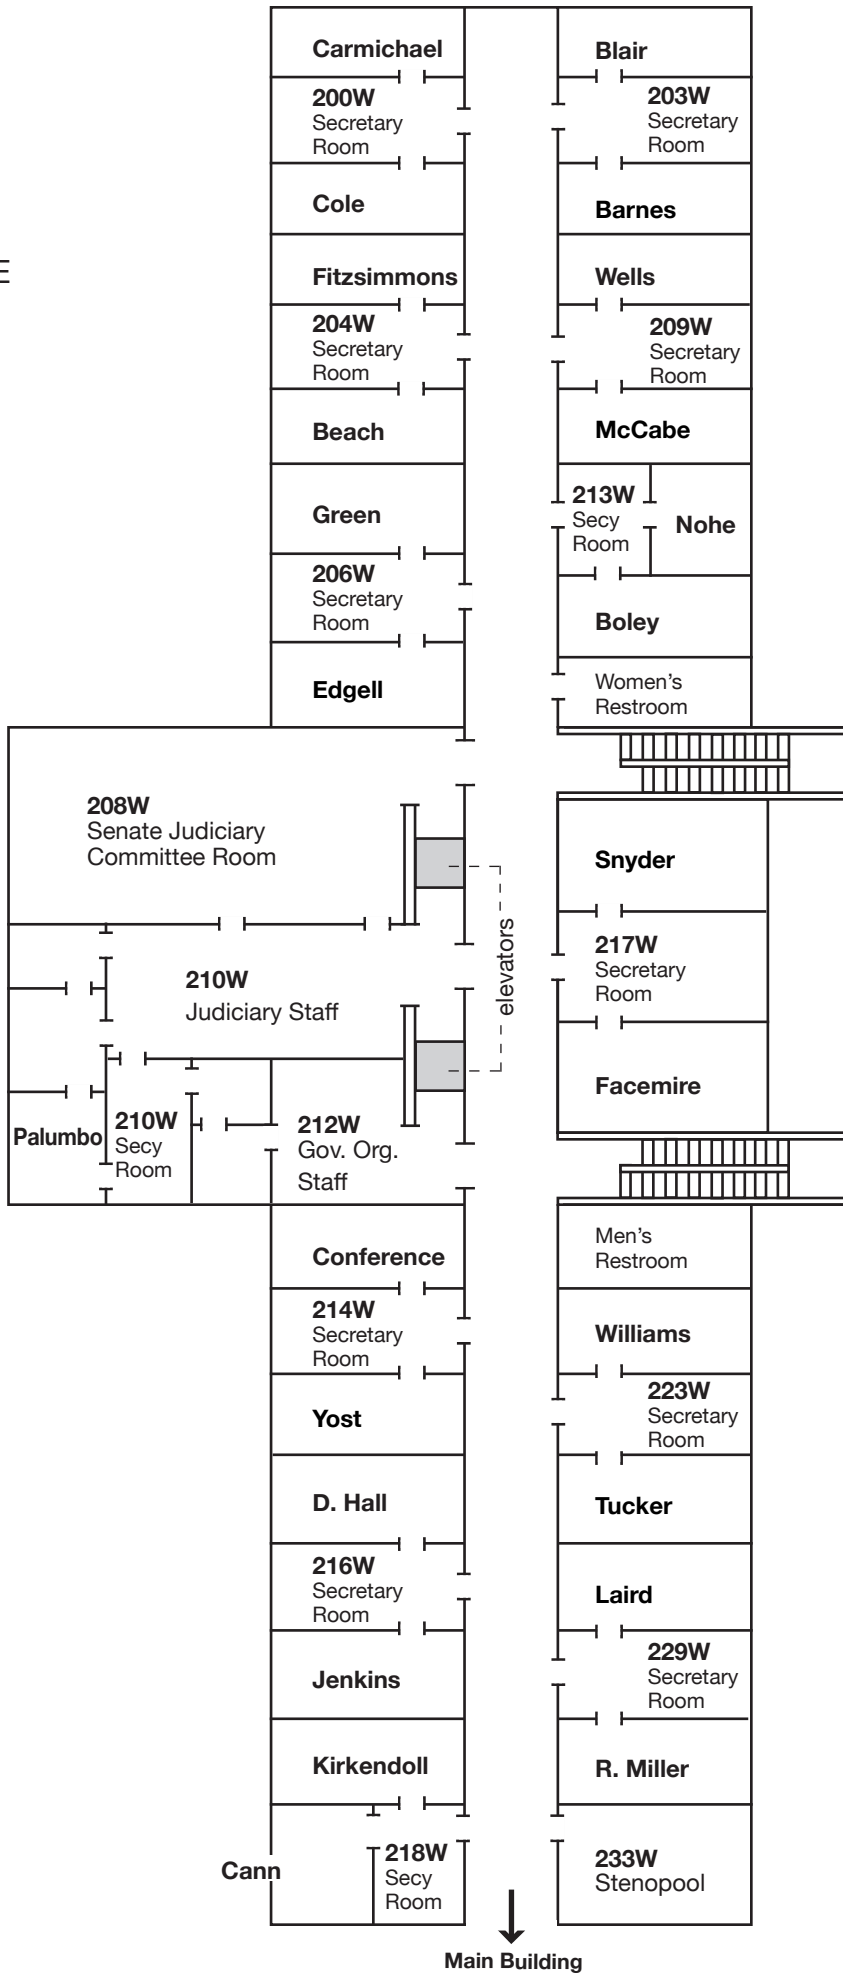 Carmichael
200W
Secretary
Room
Cole
Fitzsimmons
204W
Secretary
Room
Beach
Green
206W
Secretary
Room
Edgell
Blair
203W
Secretary
Room
Barnes
Wells
209W
Secretary
Room
McCabe
213W
Secy
Room
Nohe
Boley
Women's
Restroom
E
208W
Senate Judiciary
Committee Room
210W
Judiciary Staff
elevators
Palumbo
210W
Secy
Room
212W
Gov. Org.
Staff
Snyder
217W
Secretary
Room
Facemire
Conference
214W
Secretary
Room
Yost
D. Hall
216W
Secretary
Room
Jenkins
Kirkendoll
Cann
218W
Secy
Room
Men's
Restroom
Williams
223W
Secretary
Room
Tucker
Laird
229W
Secretary
Room
R. Miller
233W
Stenopool
Main Building